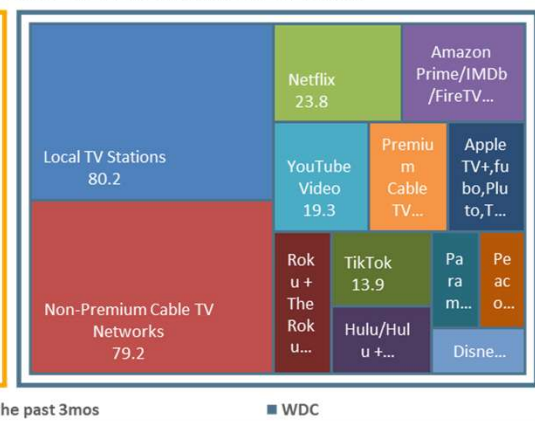 Local TV Stations
80.2
Non-Premium Cable TV
Networks
79.2
Netflix
23.8
Amazon
Prime/IMDb
/FireTV...
YouTube
Video
19.3
Premiu
m
Cable
TV...
Apple
TV+,fu
bo,Plu
to,T...
Rok
u +
The
Rok
u...
TikTok
13.9
Hulu/Hul
u +...
Pa
ra
m...
Pe
ac
o...
Disne...
he past 3mos
WDC